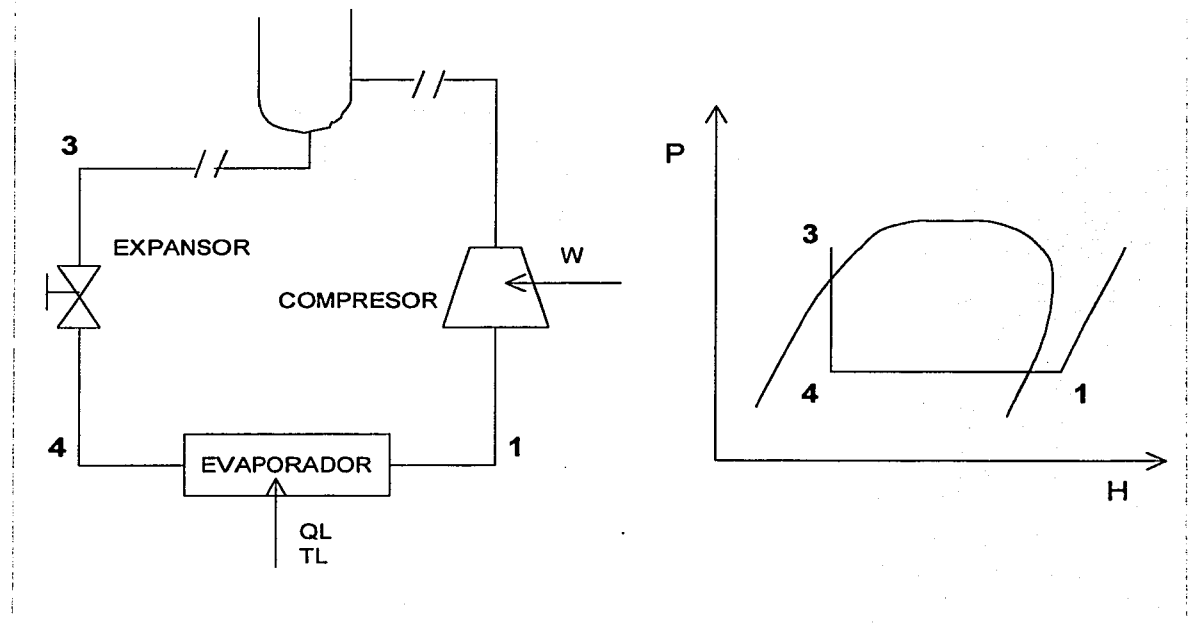 3
EXPANSOR
COMPRESOR
W
4
EVAPORADOR
1
QL
TL
P
3
4
1
H